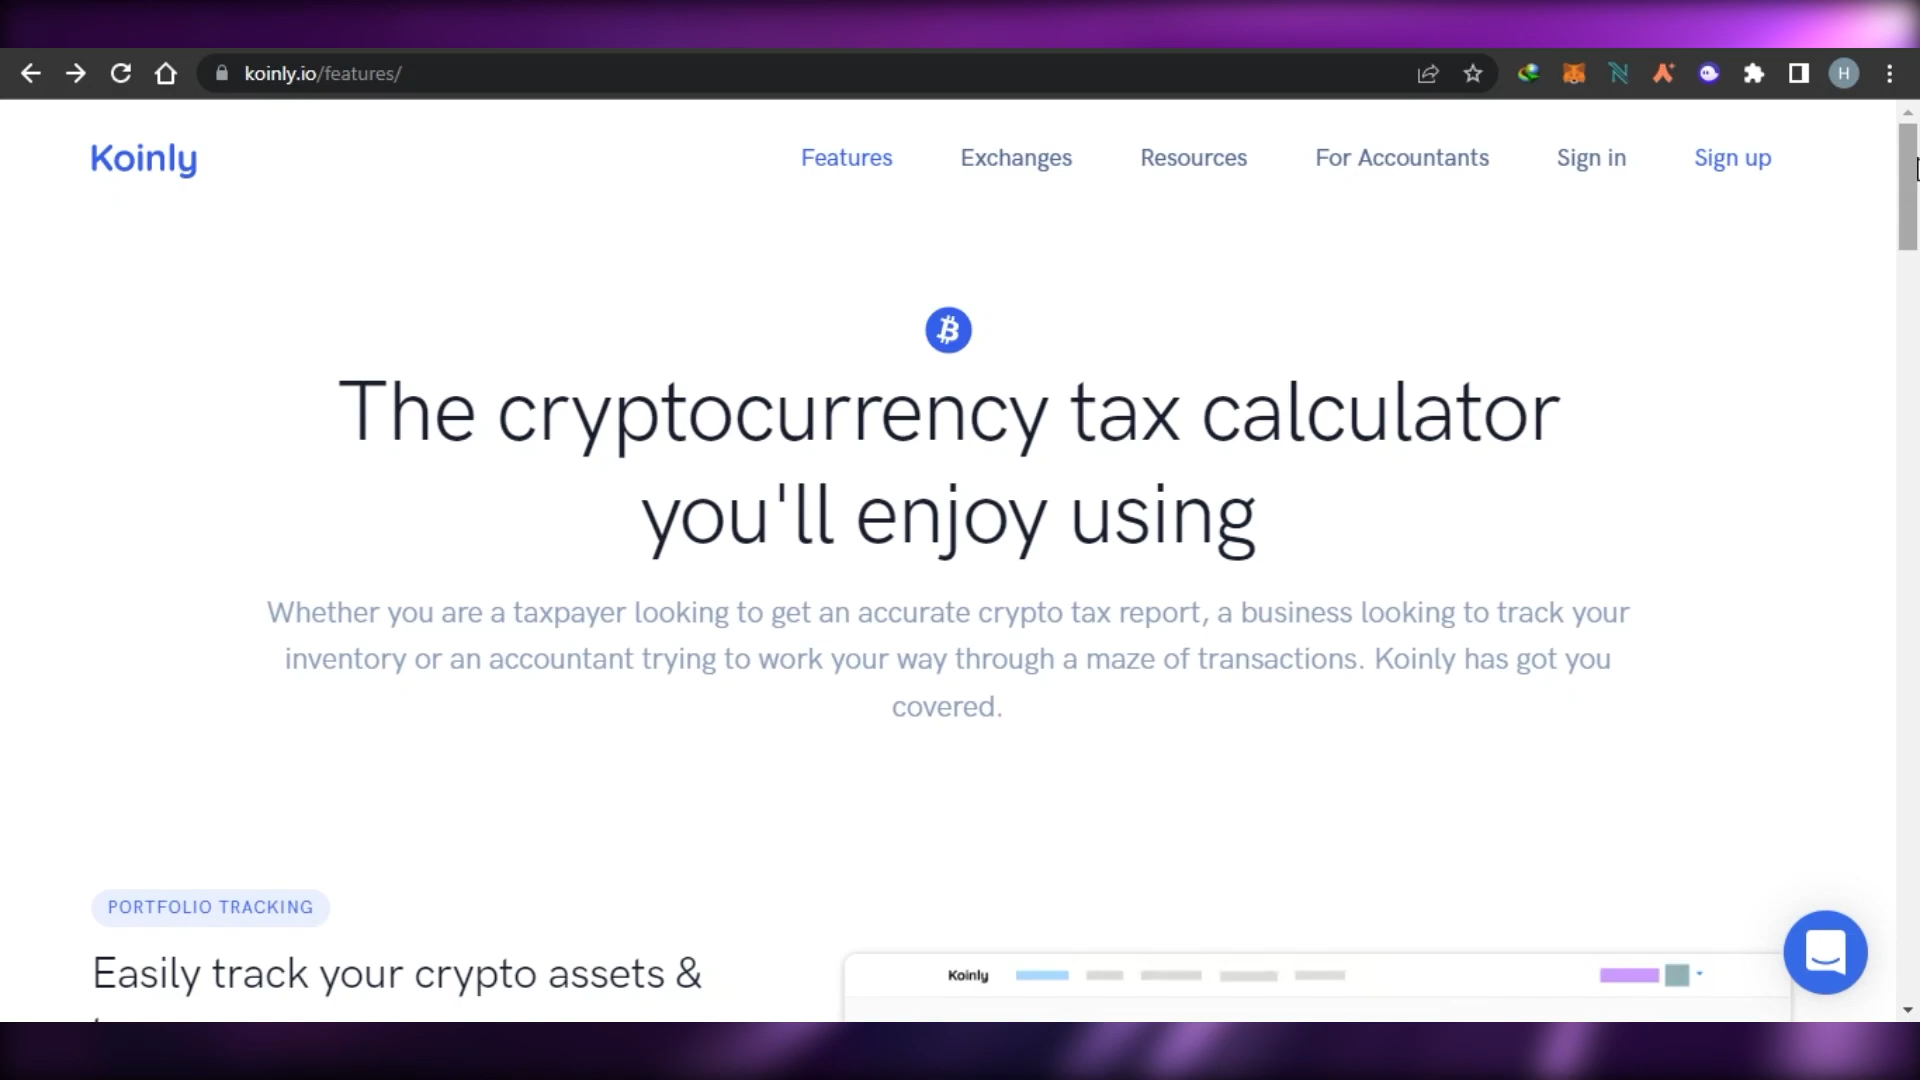 koinly.io/features/
H
Koinly
Features
Exchanges
Resources
For Accountants
Sign in
Sign up
The cryptocurrency tax calculator
you'll enjoy using
Whether you are a taxpayer looking to get an accurate crypto tax report, a business looking to track your
inventory or an accountant trying to work your way through a maze of transactions. Koinly has got you
covered.
PORTFOLIO TRACKING
Easily track your crypto assets &
Koinly